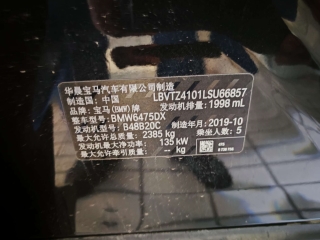 华晨宝马汽车有限公司制造
制造国：中国 LBVTZ4101LSU66857
品牌：宝马(BMW)牌 发动机排量：1998 mL
整车型号：BMW6475DX
发动机型号：B48B20C 制造年月：2019-10
最大允许总质量：2385 kg
发动机最大净功率：135 kW 乘坐人数：5
最大允许牵引质量：-- kg